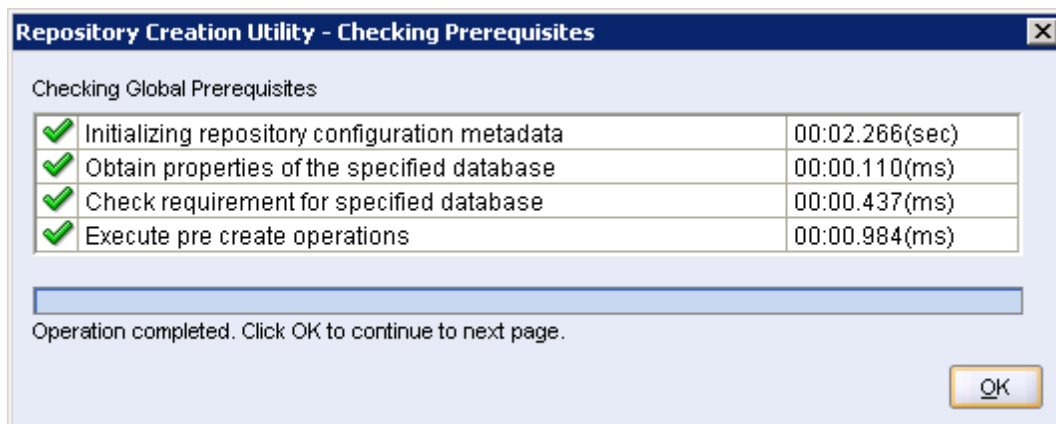 Repository Creation Utility - Checking Prerequisites
Checking Global Prerequisites
Initializing repository configuration metadata 00:02.266(sec)
Obtain properties of the specified database 00:00.110(ms)
Check requirement for specified database 00:00.437(ms)
Execute pre create operations 00:00.984(ms)
Operation completed. Click OK to continue to next page.
OK